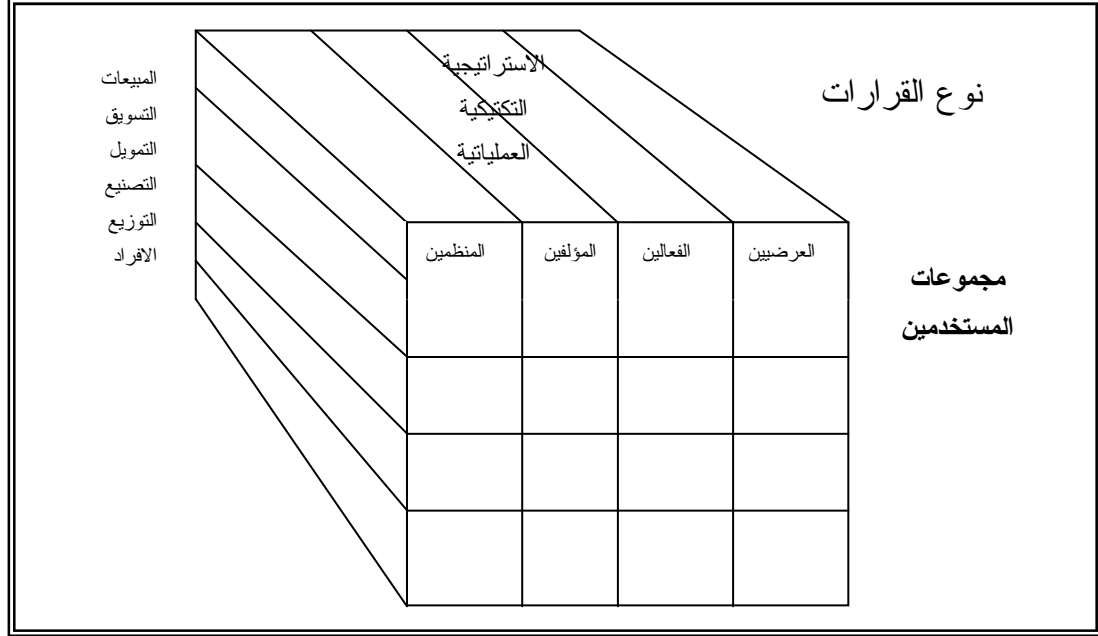 نوع القرارات
الاستراتيجية
التكتيكية
العملياتية
المبيعات
التسويق
التمويل
التصنيع
التوزيع
الافراد
العرضيين
الفعالين
المؤلفين
المنظمين
مجموعات
المستخدمين